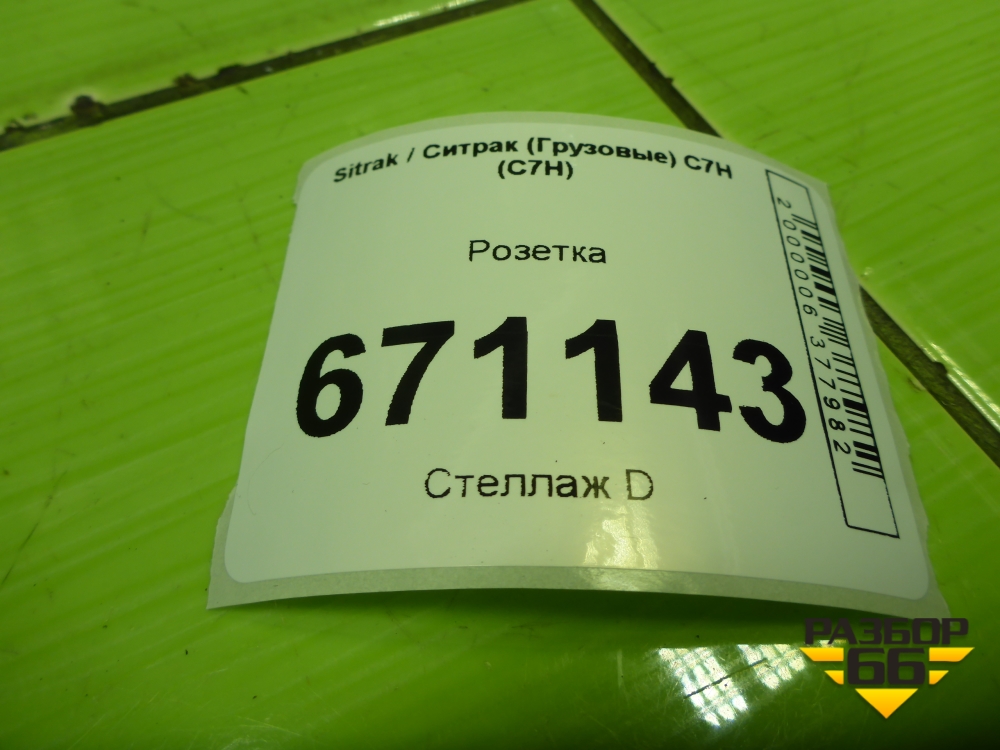 Sitrak / Ситрак (Грузовые) C7H
(C7H)
Розетка
671143
Стеллаж D
2000006377982
РАЗБОР
66